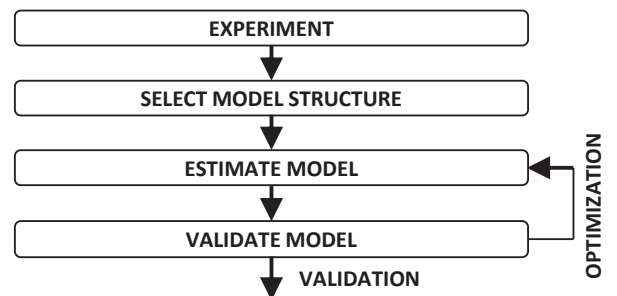 EXPERIMENT
SELECT MODEL STRUCTURE
ESTIMATE MODEL
VALIDATE MODEL
OPTIMIZATION
VALIDATION